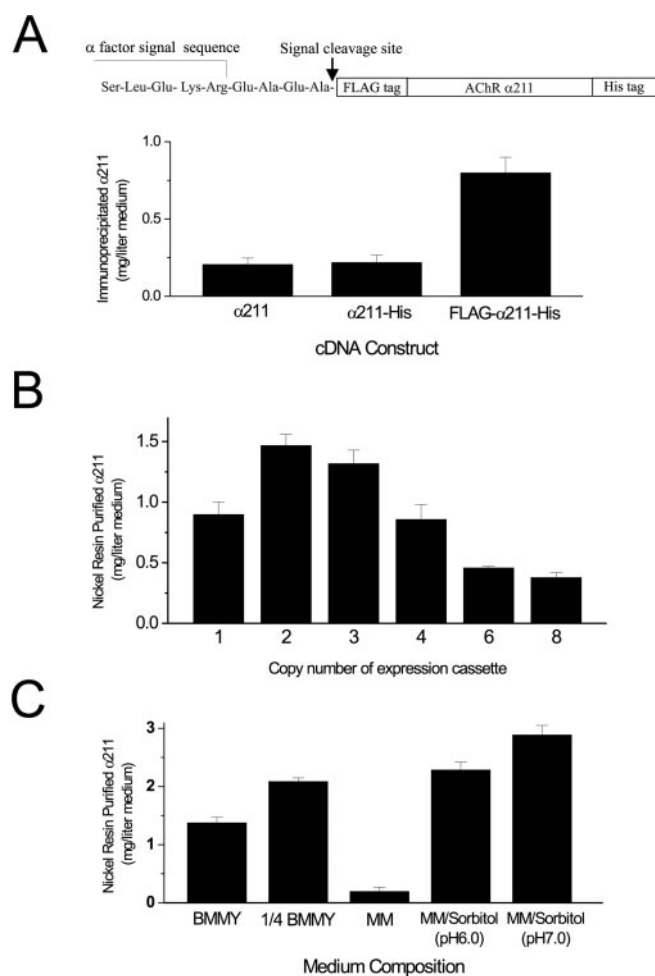 A
α factor signal sequence
Signal cleavage site
Ser-Leu-Glu- Lys-Arg-Glu-Ala-Glu-Ala-
FLAG tag
AChR α211
His tag
Immunoprecipitated α211
(mg/liter medium)
1.0
0.5
0.0
α211
α211-His
FLAG-α211-His
cDNA Construct
B
Nickel Resin Purified α211
(mg/liter medium)
1.5
1.0
0.5
0.0
1
2
3
4
6
8
Copy number of expression cassette
C
Nickel Resin Purified α211
(mg/liter medium)
3
2
1
0
BMMY
1/4 BMMY
MM
MM/Sorbitol
(pH6.0)
MM/Sorbitol
(pH7.0)
Medium Composition